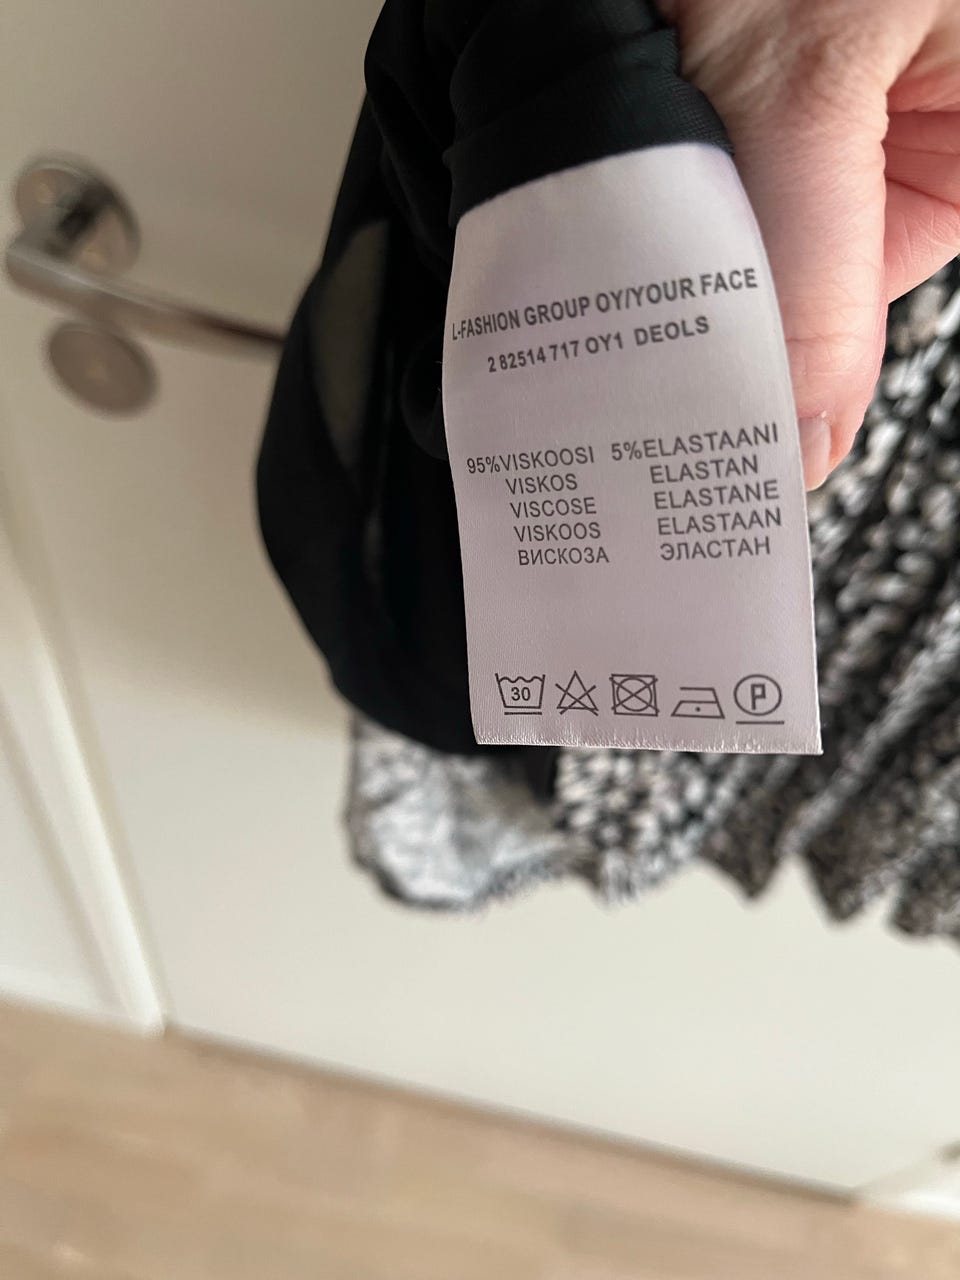 L-FASHION GROUP OY/YOUR FACE
2 82514 717 OY1 DEOLS
95%VISKOOSI 5%ELASTAANI
VISKOS ELASTAN
VISCOSE ELASTANE
VISKOOS ELASTAAN
ВИСКОЗА ЭЛАСТАН
30 P